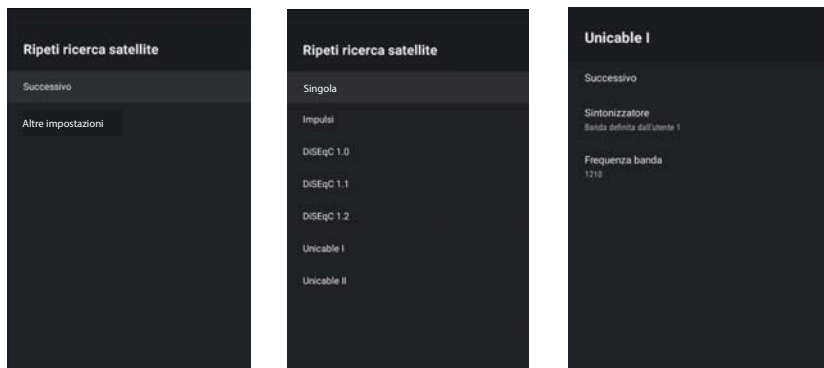 Ripeti ricerca satellite
Successivo
Altre impostazioni
Ripeti ricerca satellite
Singola
Impulsi
DiSEqC 1.0
DiSEqC 1.1
DiSEqC 1.2
Unicable I
Unicable II
Unicable I
Successivo
Sintonizzatore
Banda definita dall'utente 1
Frequenza banda
1210